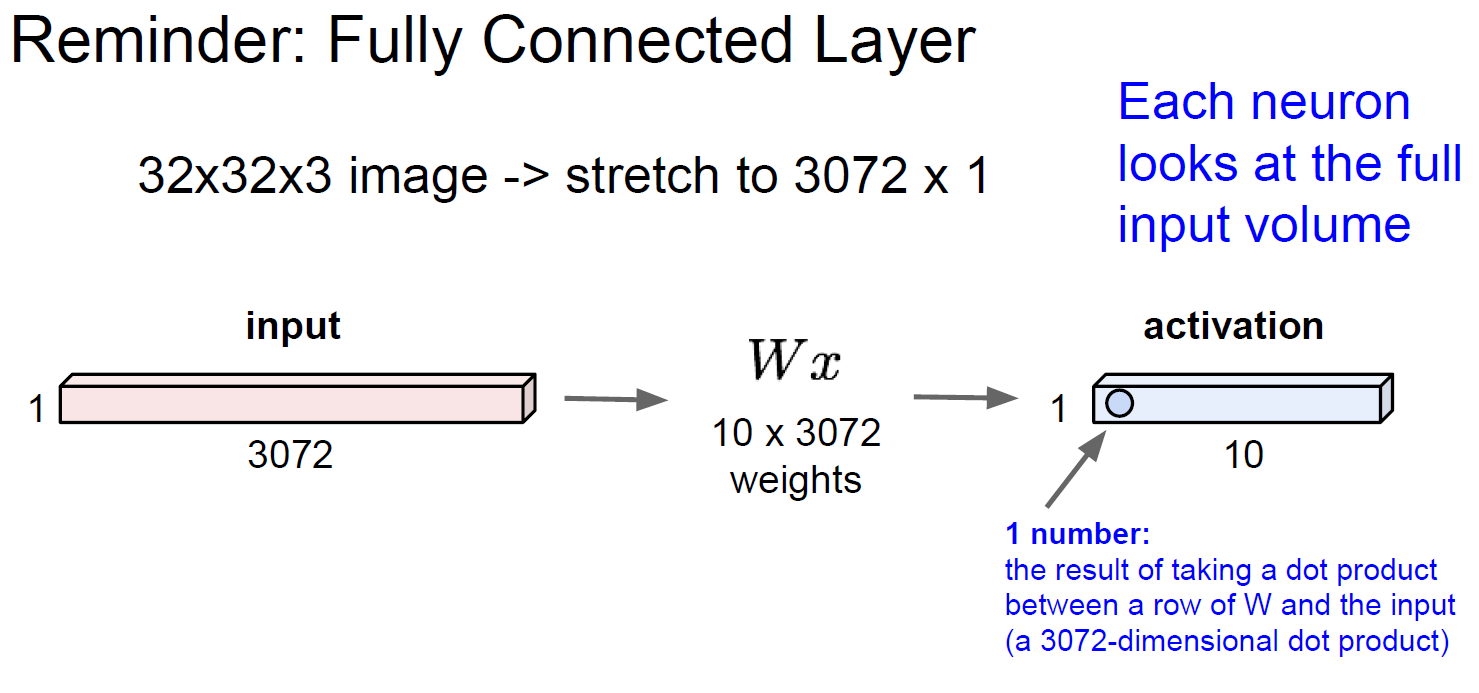 Reminder: Fully Connected Layer
32x32x3 image -> stretch to 3072 x 1
Each neuron
looks at the full
input volume
input
1
3072
Wx
10 x 3072
weights
activation
1
10
1 number:
the result of taking a dot product
between a row of W and the input
(a 3072-dimensional dot product)